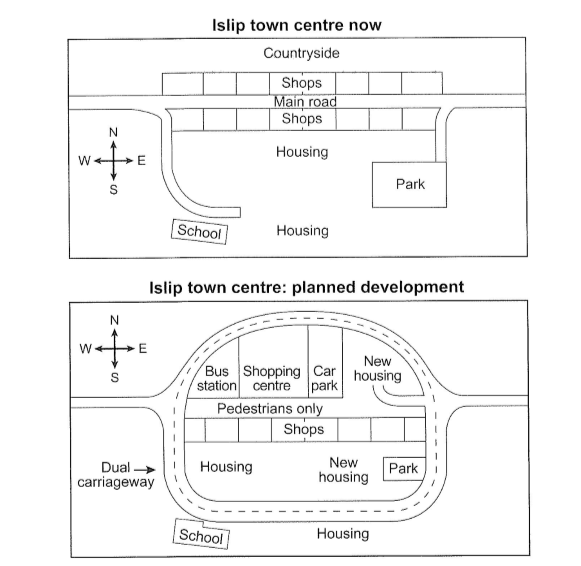 Islip town centre now
Countryside
Shops
Main road
Shops
N
W E
S
Housing
Park
School
Housing
Islip town centre: planned development
N
W E
S
Bus
station
Shopping
centre
Car
park
New
housing
Pedestrians only
Shops
Dual
carriageway
Housing
New
housing
Park
School
Housing